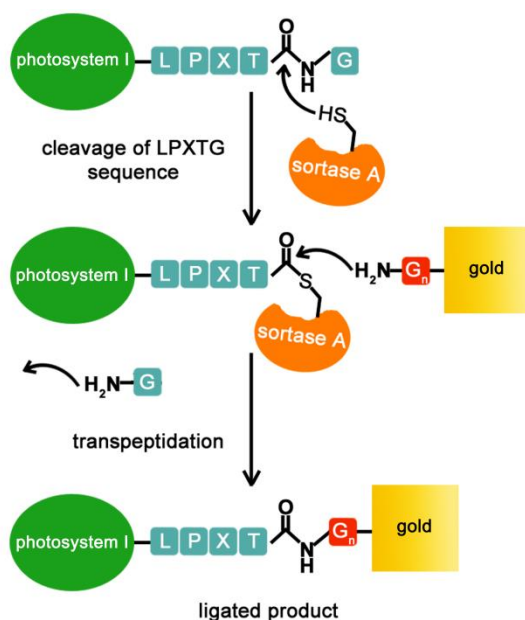 photosystem I L P X T O N H G
HS
sortase A
cleavage of LPXTG
sequence
photosystem I L P X T O S H₂N Gₙ gold
sortase A
H₂N G
transpeptidation
photosystem I L P X T O N H Gₙ gold
ligated product